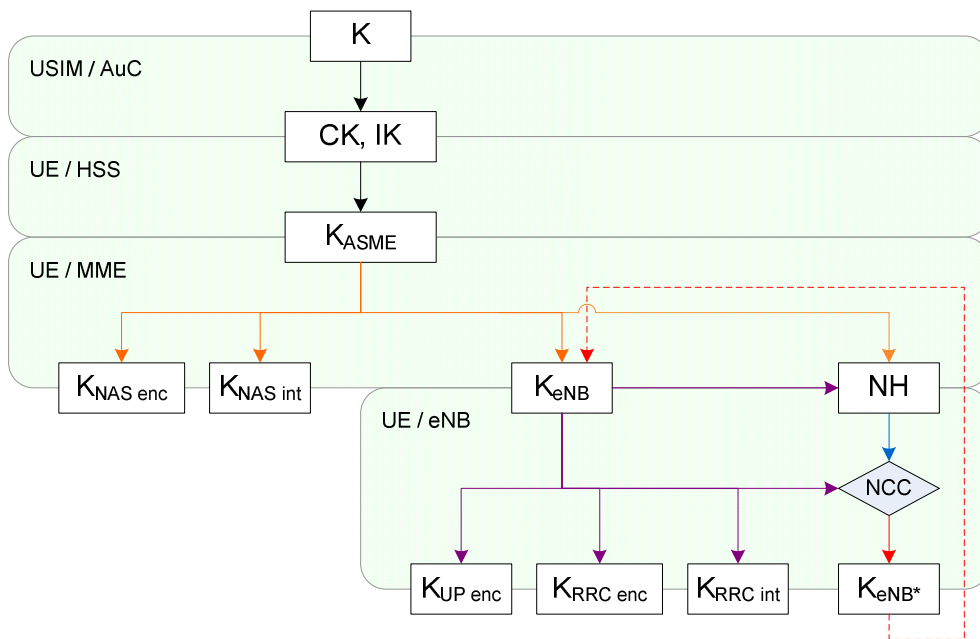 K
USIM / AuC
CK, IK
UE / HSS
KASME
UE / MME
KNAS enc
KNAS int
KeNB
NH
UE / eNB
NCC
KUP enc
KRRC enc
KRRC int
KeNB*